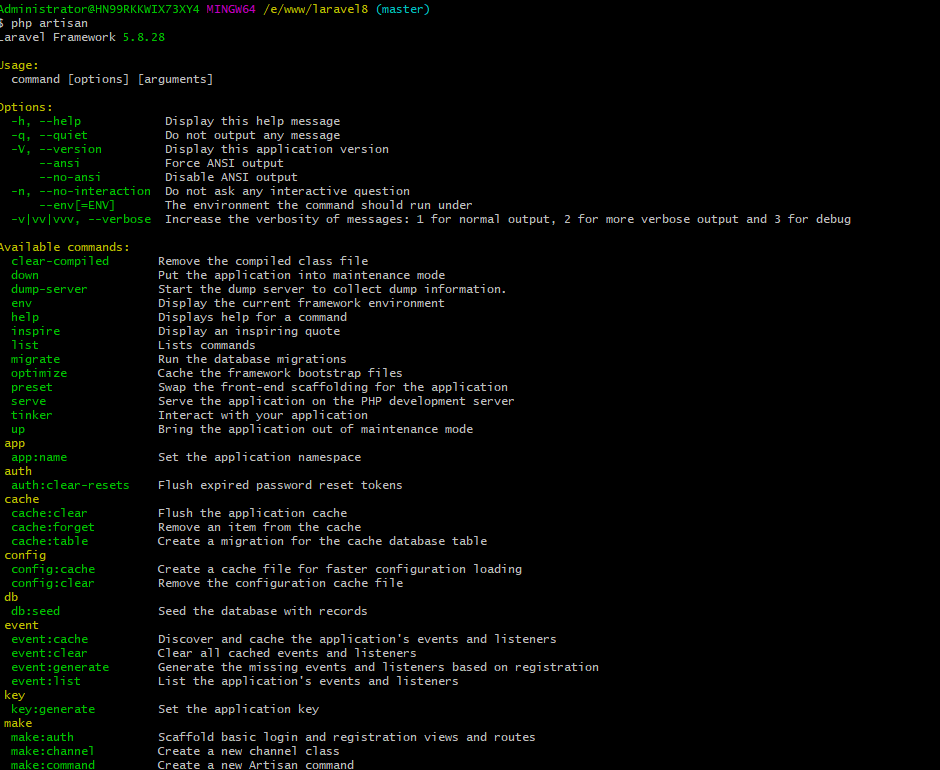 Administrator@HN99RKKWIX73XY4 MINGW64 /e/www/laravel8 (master)
$ php artisan
Laravel Framework 5.8.28
Usage:
command [options] [arguments]
Options:
-h, --help Display this help message
-q, --quiet Do not output any message
-V, --version Display this application version
--ansi Force ANSI output
--no-ansi Disable ANSI output
-n, --no-interaction Do not ask any interactive question
--env[=ENV] The environment the command should run under
-v|vv|vvv, --verbose Increase the verbosity of messages: 1 for normal output, 2 for more verbose output and 3 for debug
Available commands:
clear-compiled Remove the compiled class file
down Put the application into maintenance mode
dump-server Start the dump server to collect dump information.
env Display the current framework environment
help Displays help for a command
inspire Display an inspiring quote
list Lists commands
migrate Run the database migrations
optimize Cache the framework bootstrap files
preset Swap the front-end scaffolding for the application
serve Serve the application on the PHP development server
tinker Interact with your application
up Bring the application out of maintenance mode
app
app:name Set the application namespace
auth
auth:clear-resets Flush expired password reset tokens
cache
cache:clear Flush the application cache
cache:forget Remove an item from the cache
cache:table Create a migration for the cache database table
config
config:cache Create a cache file for faster configuration loading
config:clear Remove the configuration cache file
db
db:seed Seed the database with records
event
event:cache Discover and cache the application's events and listeners
event:clear Clear all cached events and listeners
event:generate Generate the missing events and listeners based on registration
event:list List the application's events and listeners
key
key:generate Set the application key
make
make:auth Scaffold basic login and registration views and routes
make:channel Create a new channel class
make:command Create a new Artisan command